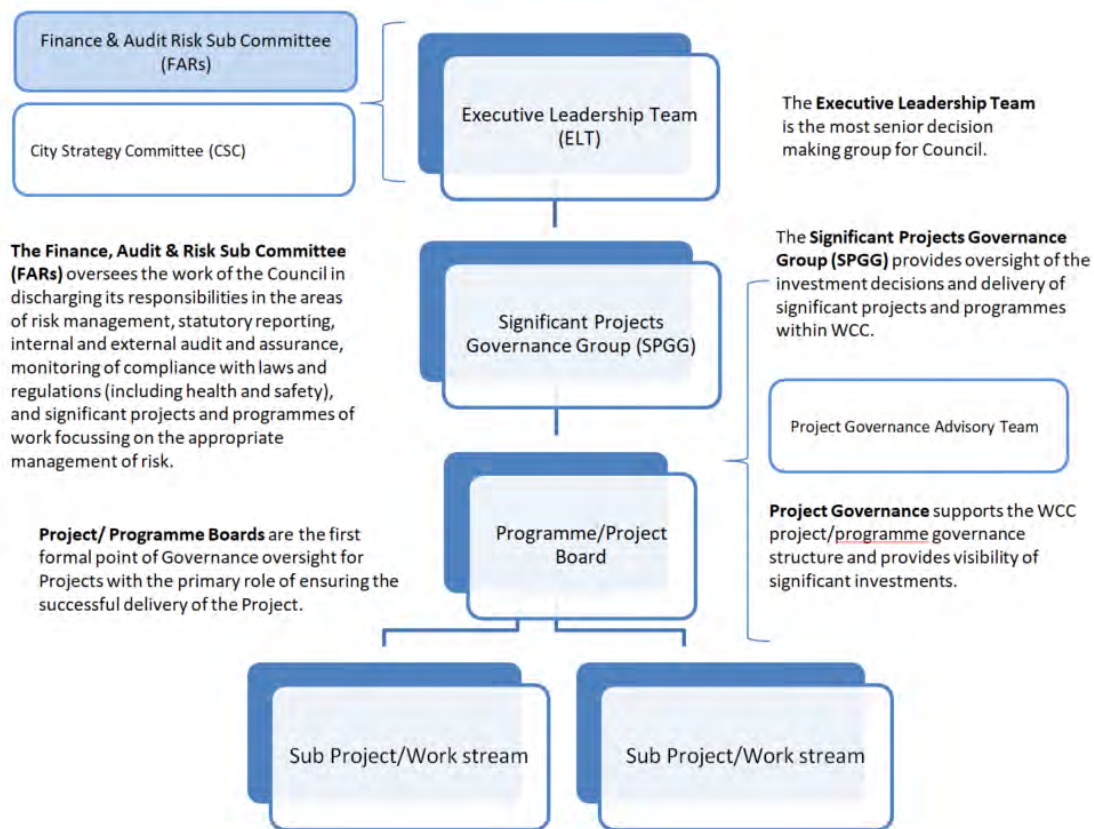 Finance & Audit Risk Sub Committee
(FARs)
City Strategy Committee (CSC)
Executive Leadership Team
(ELT)
The Executive Leadership Team
is the most senior decision
making group for Council.
The Finance, Audit & Risk Sub Committee
(FARs) oversees the work of the Council in
discharging its responsibilities in the areas
of risk management, statutory reporting,
internal and external audit and assurance,
monitoring of compliance with laws and
regulations (including health and safety),
and significant projects and programmes of
work focussing on the appropriate
management of risk.
Significant Projects
Governance Group (SPGG)
The Significant Projects Governance
Group (SPGG) provides oversight of the
investment decisions and delivery of
significant projects and programmes
within WCC.
Project Governance Advisory Team
Project/ Programme Boards are the first
formal point of Governance oversight for
Projects with the primary role of ensuring the
successful delivery of the Project.
Programme/Project
Board
Project Governance supports the WCC
project/programme governance
structure and provides visibility of
significant investments.
Sub Project/Work stream
Sub Project/Work stream